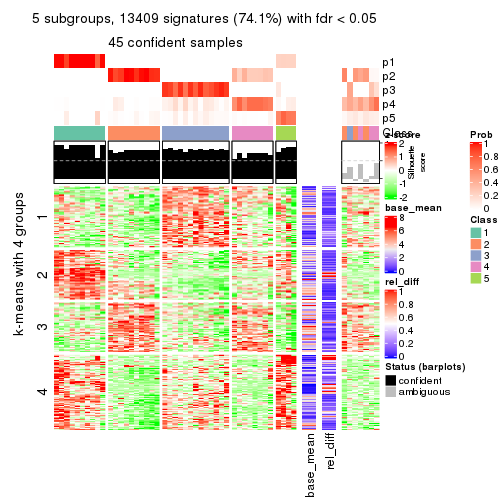 5 subgroups, 13409 signatures (74.1%) with fdr < 0.05
45 confident samples
p1
p2
p3
p4
p5
Class
z-score
2
1
0
-1
-2
Silhouette
score
base_mean
8
6
4
2
0
rel_diff
1
0.8
0.6
0.4
0.2
0
Status (barplots)
confident
ambiguous
Prob
1
0.8
0.6
0.4
0.2
0
Class
1
2
3
4
5
k-means with 4 groups
1
2
3
4
base_mean
rel_diff